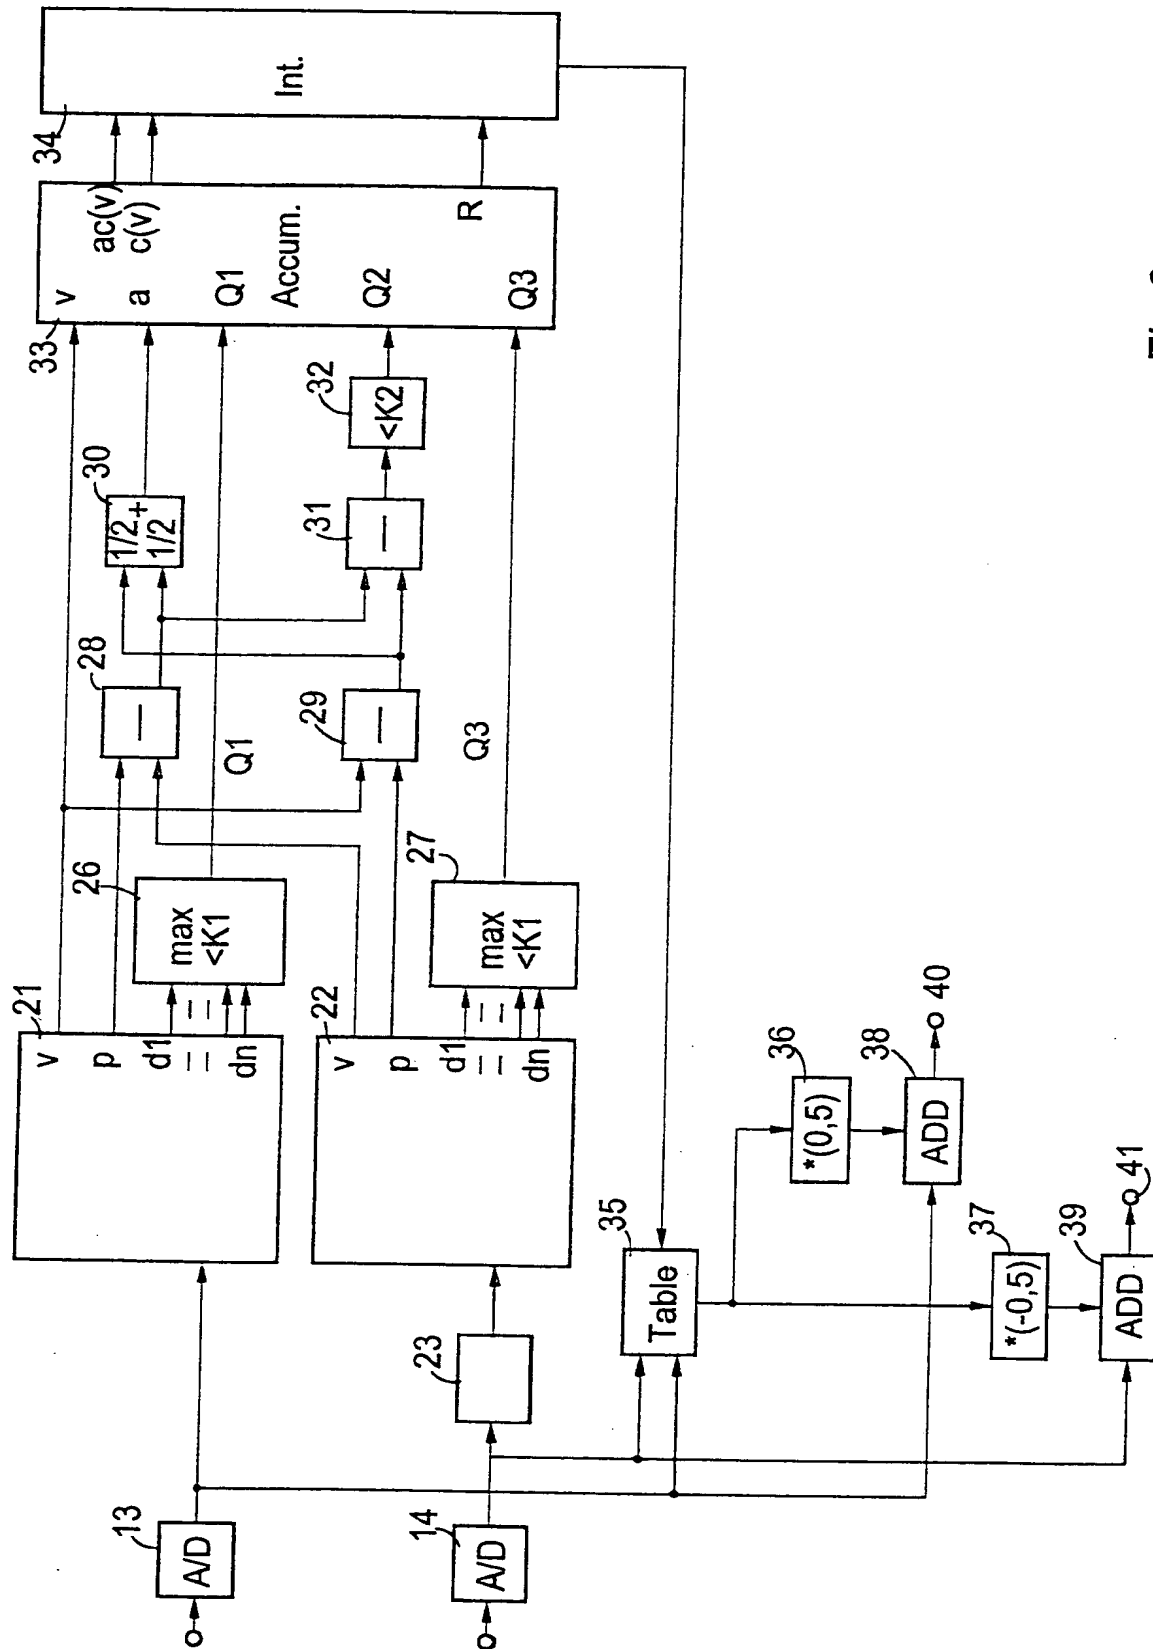 13
A/D
14
A/D
23
21
v
p
d1
dn
22
v
p
d1
dn
26
max
<K1
27
max
<K1
Q1
Q3
28
29
30
1/2+
1/2
31
32
<K2
33
v
a
Q1
Q2
Q3
ac(v)
c(v)
Accum.
R
34
Int.
35
Table
36
*(0,5)
37
*(-0,5)
38
ADD
39
ADD
40
41